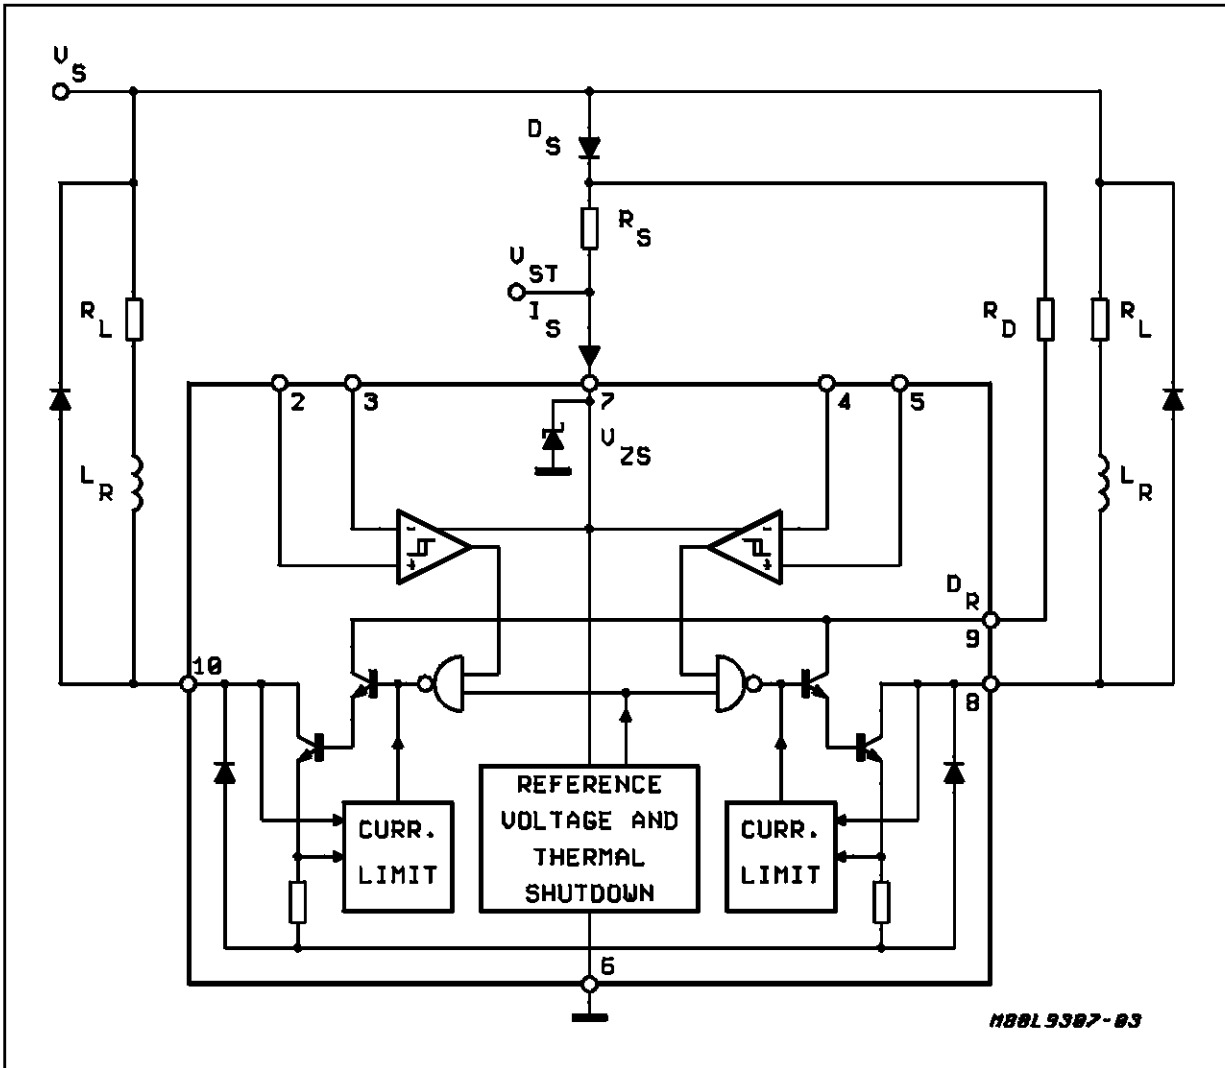 V S
D S
R S
V ST
I S
R L
R D
R L
2
3
7
4
5
V ZS
L R
L R
-
-
+
+
D R
9
10
8
REFERENCE
VOLTAGE AND
THERMAL
SHUTDOWN
CURR.
LIMIT
CURR.
LIMIT
6
M88L9307-03